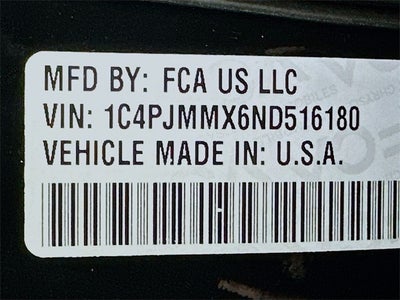 MFD BY: FCA US LLC
VIN: 1C4PJMMX6ND516180
VEHICLE MADE IN: U.S.A.